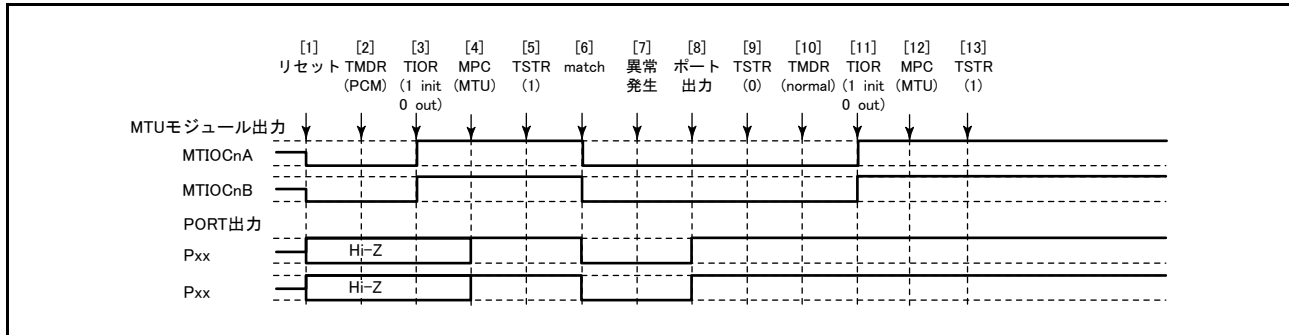 [1] [2] [3] [4] [5] [6] [7] [8] [9] [10] [11] [12] [13]
リセット TMDR TIOR MPC TSTR match 異常 ポート TSTR TMDR TIOR MPC TSTR
(PCM) (1 init (MTU) (1) 発生 出力 (0) (normal) (1 init (MTU) (1)
0 out) 0 out)
MTUモジュール出力
MTIOCnA
MTIOCnB
PORT出力
Pxx Hi-Z
Pxx Hi-Z